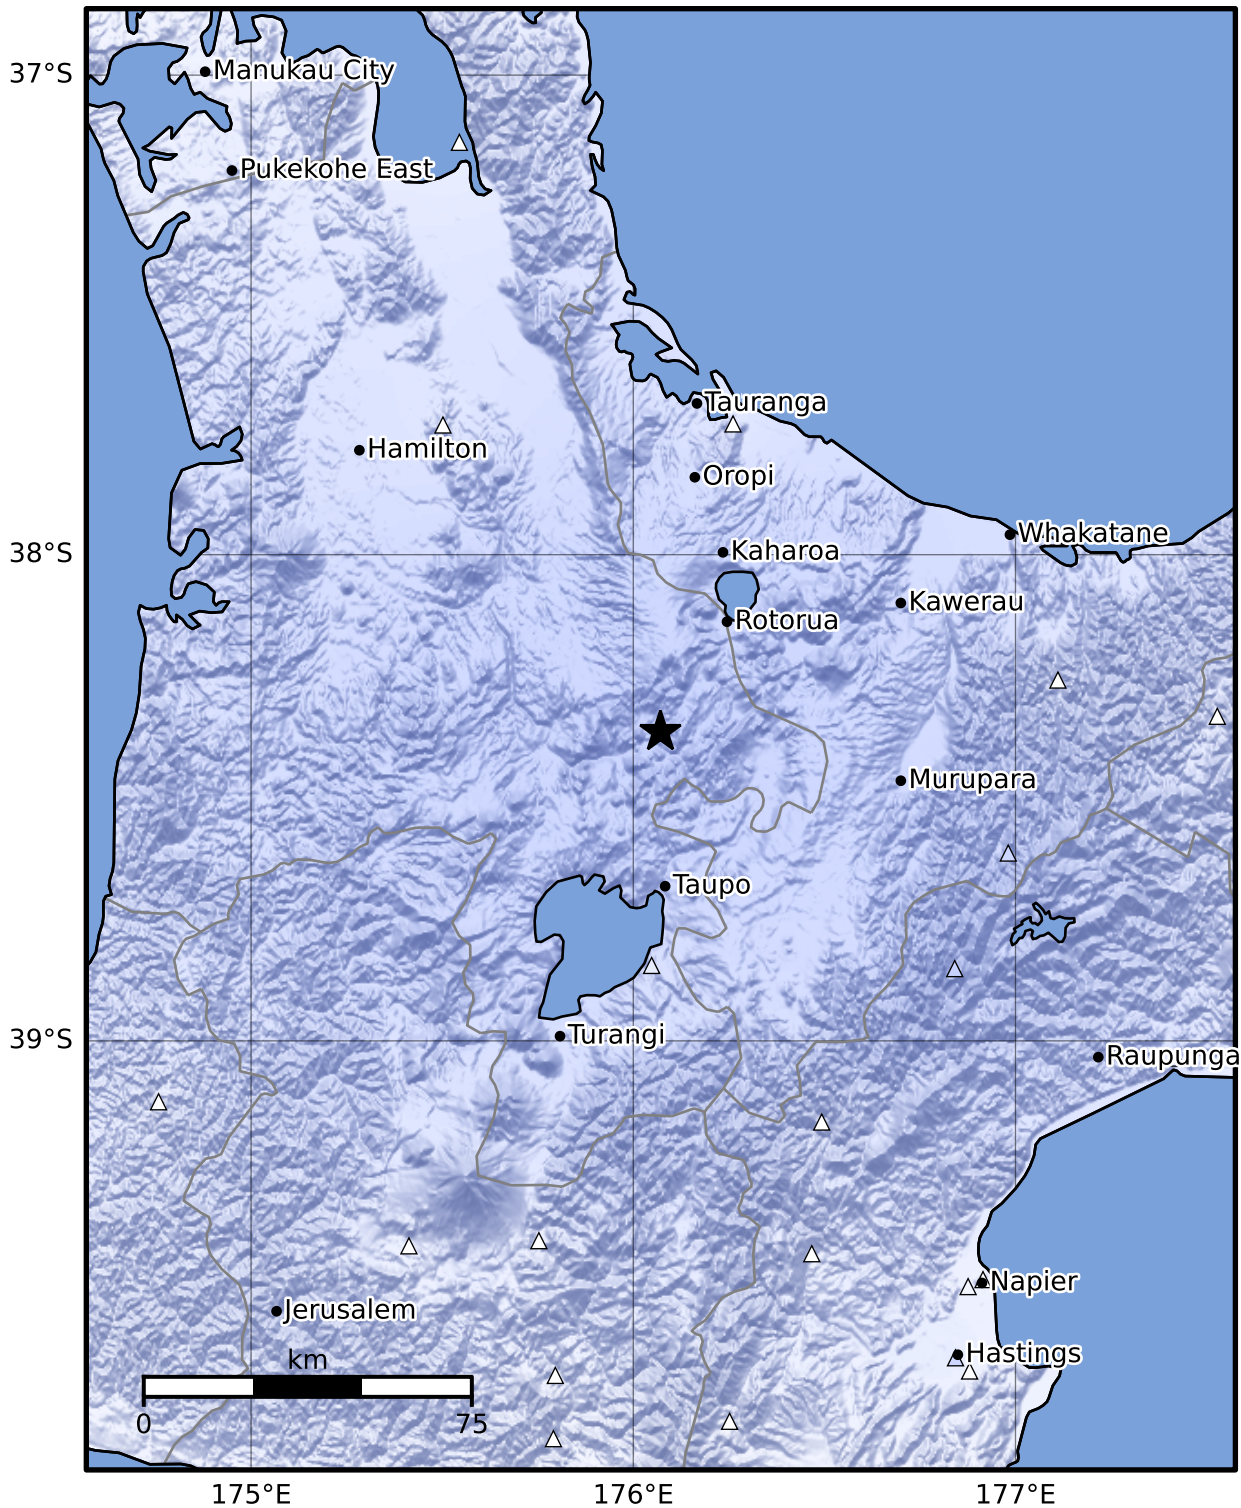 37°S
Manukau City
Pukekohe East
Tauranga
Hamilton
Oropi
Whakatane
38°S
Kaharoa
Kawerau
Rotorua
Murupara
Taupo
39°S
Turangi
Raupunga
Napier
Jerusalem
Hastings
km
0
75
175°E
176°E
177°E